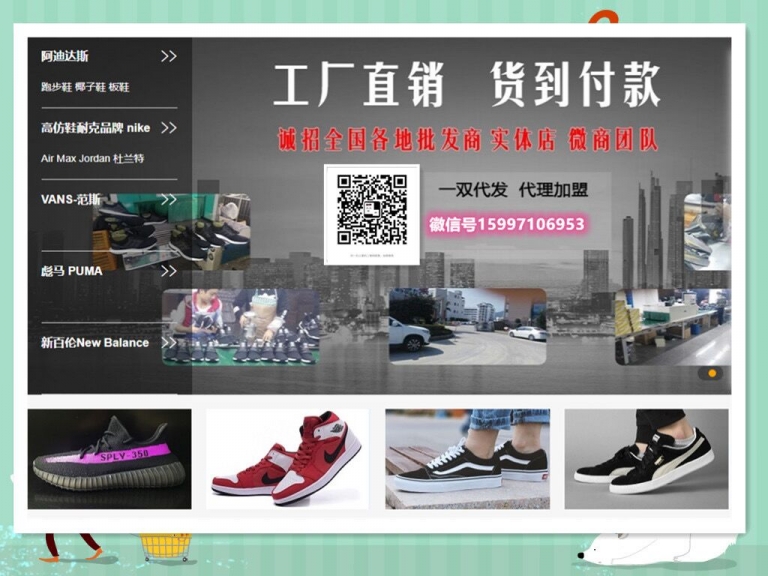 阿迪达斯 >>
跑步鞋 椰子鞋 板鞋
高仿鞋耐克品牌 nike >>
Air Max Jordan 杜兰特
VANS-范斯 >>
彪马 PUMA >>
新百伦New Balance >>
工厂直销 货到付款
诚招全国各地批发商 实体店 微商团队
一双代发 代理加盟
微信号15997106953
SPLY-350